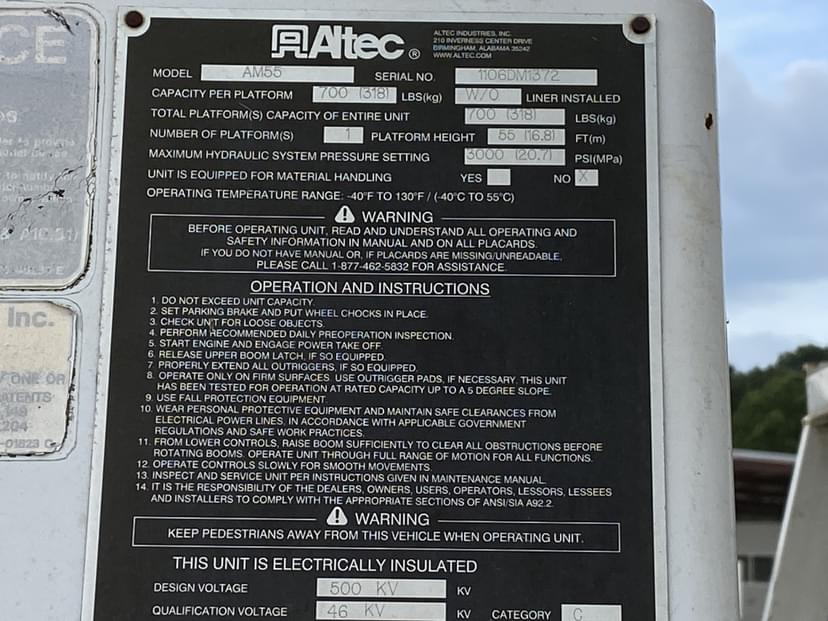 Altec®
ALTEC INDUSTRIES, INC.
210 INVERNESS CENTER DRIVE
BIRMINGHAM, ALABAMA 35242
WWW.ALTEC.COM
MODEL AM55 SERIAL NO. 1106DM1372
CAPACITY PER PLATFORM 700 (318) LBS(kg) W/O LINER INSTALLED
TOTAL PLATFORM(S) CAPACITY OF ENTIRE UNIT 700 (318) LBS(kg)
NUMBER OF PLATFORM(S) 1 PLATFORM HEIGHT 55 (16.8) FT(m)
MAXIMUM HYDRAULIC SYSTEM PRESSURE SETTING 3000 (20.7) PSI(MPa)
UNIT IS EQUIPPED FOR MATERIAL HANDLING YES NO X
OPERATING TEMPERATURE RANGE: -40°F TO 130°F / (-40°C TO 55°C)
WARNING
BEFORE OPERATING UNIT, READ AND UNDERSTAND ALL OPERATING AND
SAFETY INFORMATION IN MANUAL AND ON ALL PLACARDS.
IF YOU DO NOT HAVE MANUAL OR, IF PLACARDS ARE MISSING/UNREADABLE,
PLEASE CALL 1-877-462-5832 FOR ASSISTANCE.
OPERATION AND INSTRUCTIONS
1. DO NOT EXCEED UNIT CAPACITY.
2. SET PARKING BRAKE AND PUT WHEEL CHOCKS IN PLACE.
3. CHECK UNIT FOR LOOSE OBJECTS.
4. PERFORM RECOMMENDED DAILY PREOPERATION INSPECTION.
5. START ENGINE AND ENGAGE POWER TAKE OFF.
6. RELEASE UPPER BOOM LATCH, IF SO EQUIPPED.
7. PROPERLY EXTEND ALL OUTRIGGERS, IF SO EQUIPPED.
8. OPERATE ONLY ON FIRM SURFACES. USE OUTRIGGER PADS, IF NECESSARY. THIS UNIT
HAS BEEN TESTED FOR OPERATION AT RATED CAPACITY UP TO A 5 DEGREE SLOPE.
9. USE FALL PROTECTION EQUIPMENT.
10. WEAR PERSONAL PROTECTIVE EQUIPMENT AND MAINTAIN SAFE CLEARANCES FROM
ELECTRICAL POWER LINES, IN ACCORDANCE WITH APPLICABLE GOVERNMENT
REGULATIONS AND SAFE WORK PRACTICES.
11. FROM LOWER CONTROLS, RAISE BOOM SUFFICIENTLY TO CLEAR ALL OBSTRUCTIONS BEFORE
ROTATING BOOMS. OPERATE UNIT THROUGH FULL RANGE OF MOTION FOR ALL FUNCTIONS.
12. OPERATE CONTROLS SLOWLY FOR SMOOTH MOVEMENTS.
13. INSPECT AND SERVICE UNIT PER INSTRUCTIONS GIVEN IN MAINTENANCE MANUAL.
14. IT IS THE RESPONSIBILITY OF THE DEALERS, OWNERS, USERS, OPERATORS, LESSORS, LESSEES
AND INSTALLERS TO COMPLY WITH THE APPROPRIATE SECTIONS OF ANSI/SIA A92.2.
WARNING
KEEP PEDESTRIANS AWAY FROM THIS VEHICLE WHEN OPERATING UNIT.
THIS UNIT IS ELECTRICALLY INSULATED
DESIGN VOLTAGE 500 KV KV
QUALIFICATION VOLTAGE 46 KV KV CATEGORY C
CE
Inc.
ONE OR
ATENTS
149
204
-01823